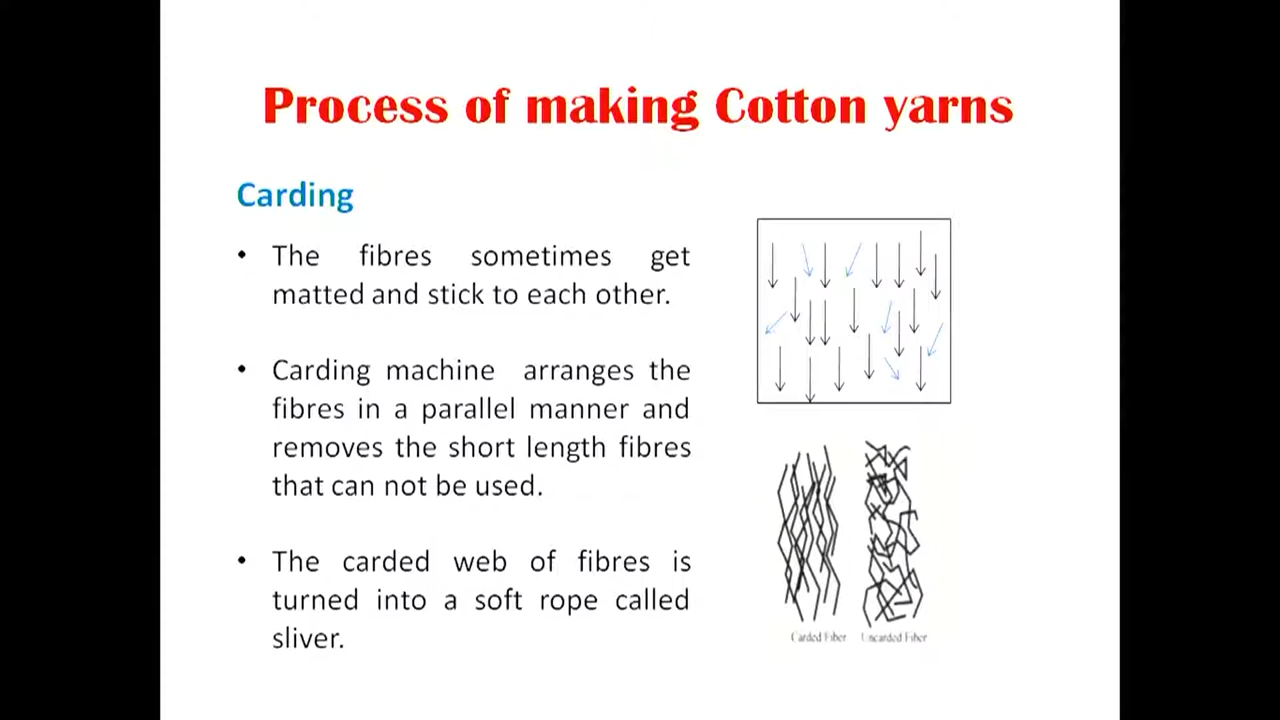 Process of making Cotton yarns
Carding
• The fibres sometimes get
matted and stick to each other.
• Carding machine arranges the
fibres in a parallel manner and
removes the short length fibres
that can not be used.
• The carded web of fibres is
turned into a soft rope called
sliver.
Carded Fiber Uncarded Fiber